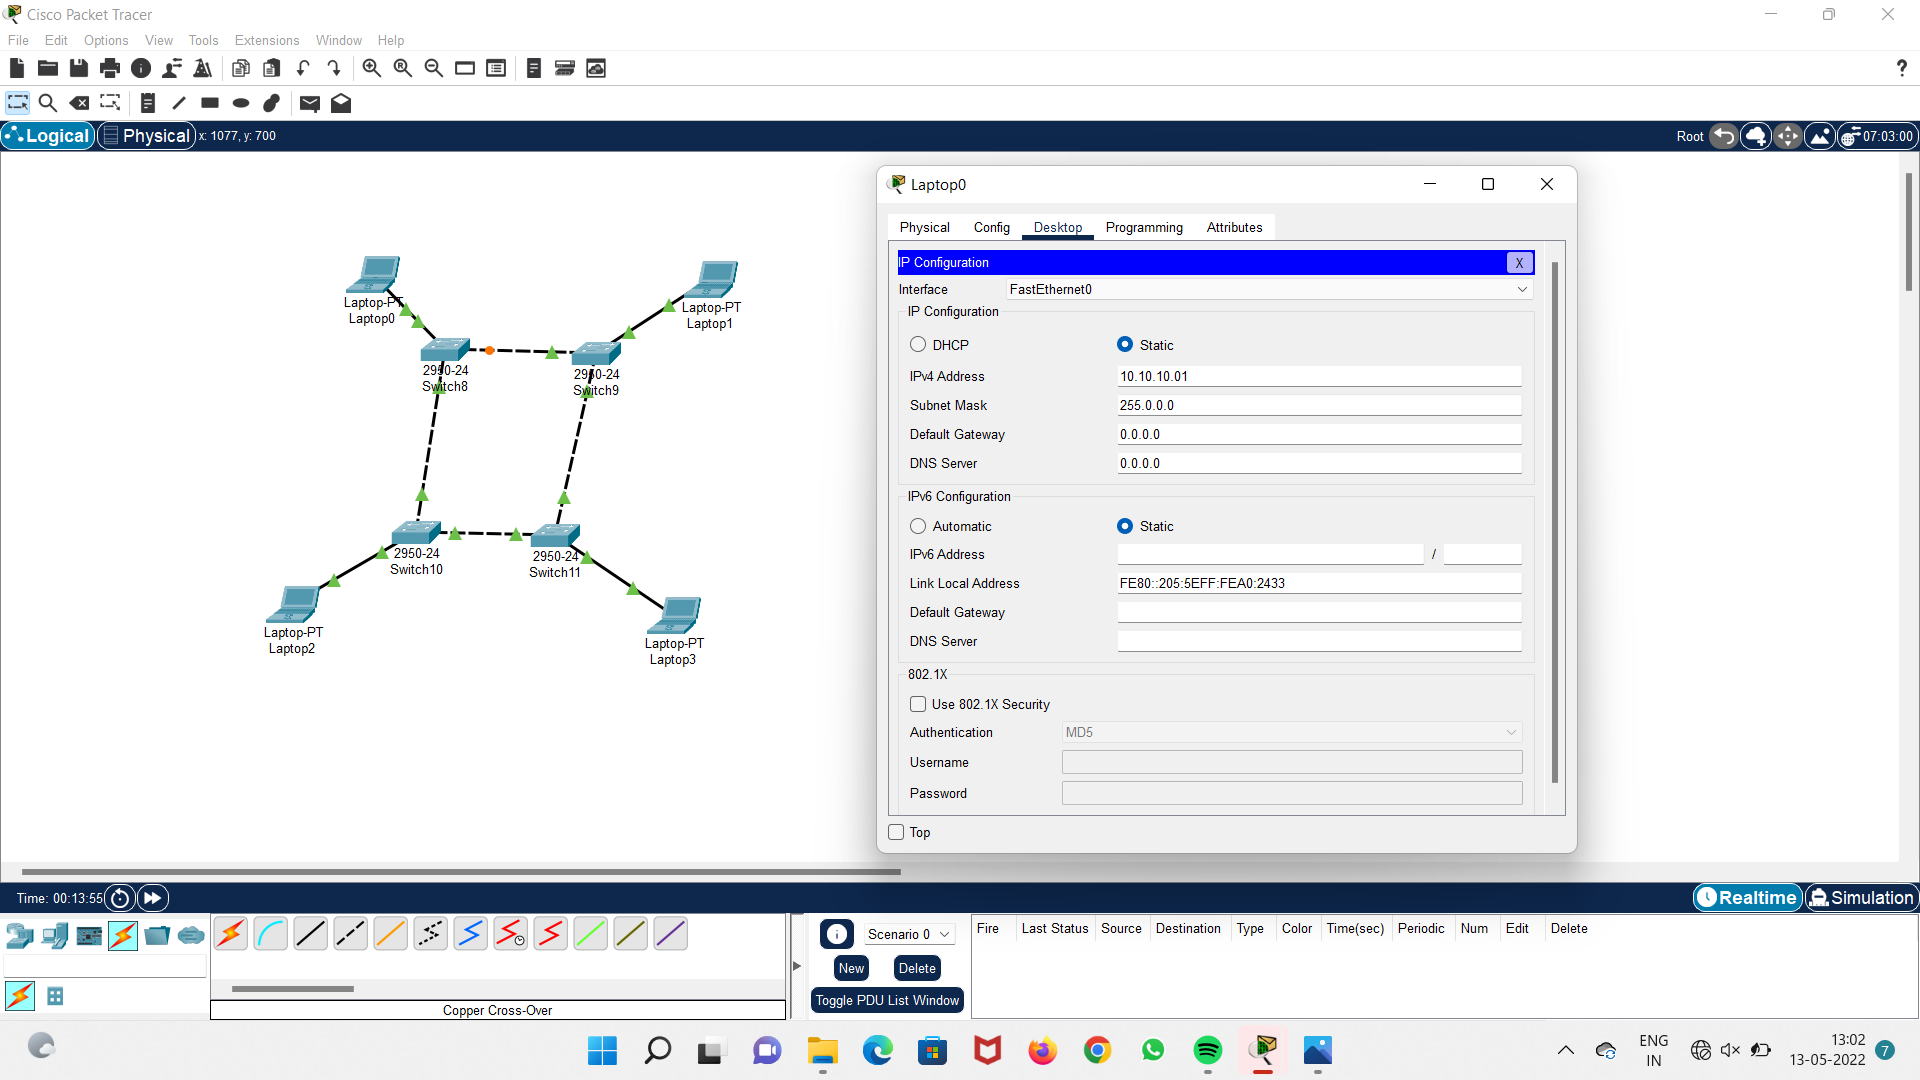 Cisco Packet Tracer
File Edit Options View Tools Extensions Window Help
?
Logical Physical x: 1077, y: 700 Root 07:03:00
Laptop-PT
Laptop0
Laptop-PT
Laptop1
2950-24
Switch8
2950-24
Switch9
2950-24
Switch10
2950-24
Switch11
Laptop-PT
Laptop2
Laptop-PT
Laptop3
Laptop0
Physical Config Desktop Programming Attributes
IP Configuration X
Interface FastEthernet0
IP Configuration
DHCP Static
IPv4 Address 10.10.10.01
Subnet Mask 255.0.0.0
Default Gateway 0.0.0.0
DNS Server 0.0.0.0
IPv6 Configuration
Automatic Static
IPv6 Address /
Link Local Address FE80::205:5EFF:FEA0:2433
Default Gateway
DNS Server
802.1X
Use 802.1X Security
Authentication MD5
Username
Password
Top
Time: 00:13:55 Realtime Simulation
Copper Cross-Over
Scenario 0
New Delete
Toggle PDU List Window
Fire Last Status Source Destination Type Color Time(sec) Periodic Num Edit Delete
ENG
IN
13:02
13-05-2022
7